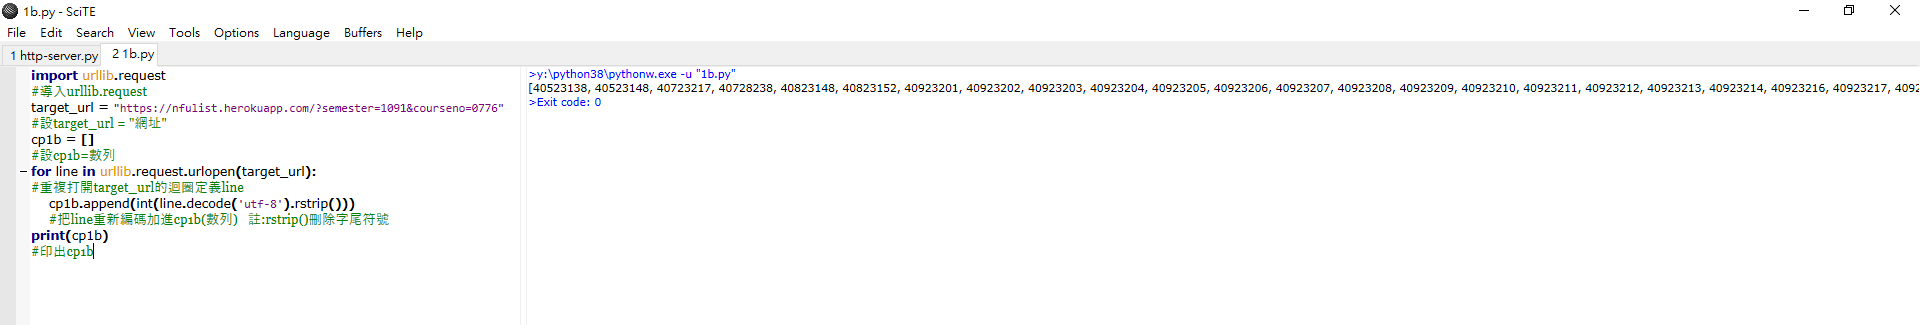 1b.py - SciTE
File Edit Search View Tools Options Language Buffers Help
1 http-server.py 2 1b.py
import urllib.request
#導入urllib.request
target_url = "https://nfulist.herokuapp.com/?semester=1091&courseno=0776"
#設target_url = "網址"
cp1b = []
#設cp1b=數列
for line in urllib.request.urlopen(target_url):
#重複打開target_url的迴圈定義line
cp1b.append(int(line.decode('utf-8').rstrip()))
#把line重新編碼加進cp1b(數列) 註:rstrip()刪除字尾符號
print(cp1b)
#印出cp1b
>y:\python38\pythonw.exe -u "1b.py"
[40523138, 40523148, 40723217, 40728238, 40823148, 40823152, 40923201, 40923202, 40923203, 40923204, 40923205, 40923206, 40923207, 40923208, 40923209, 40923210, 40923211, 40923212, 40923213, 40923214, 40923216, 40923217, 4092
>Exit code: 0